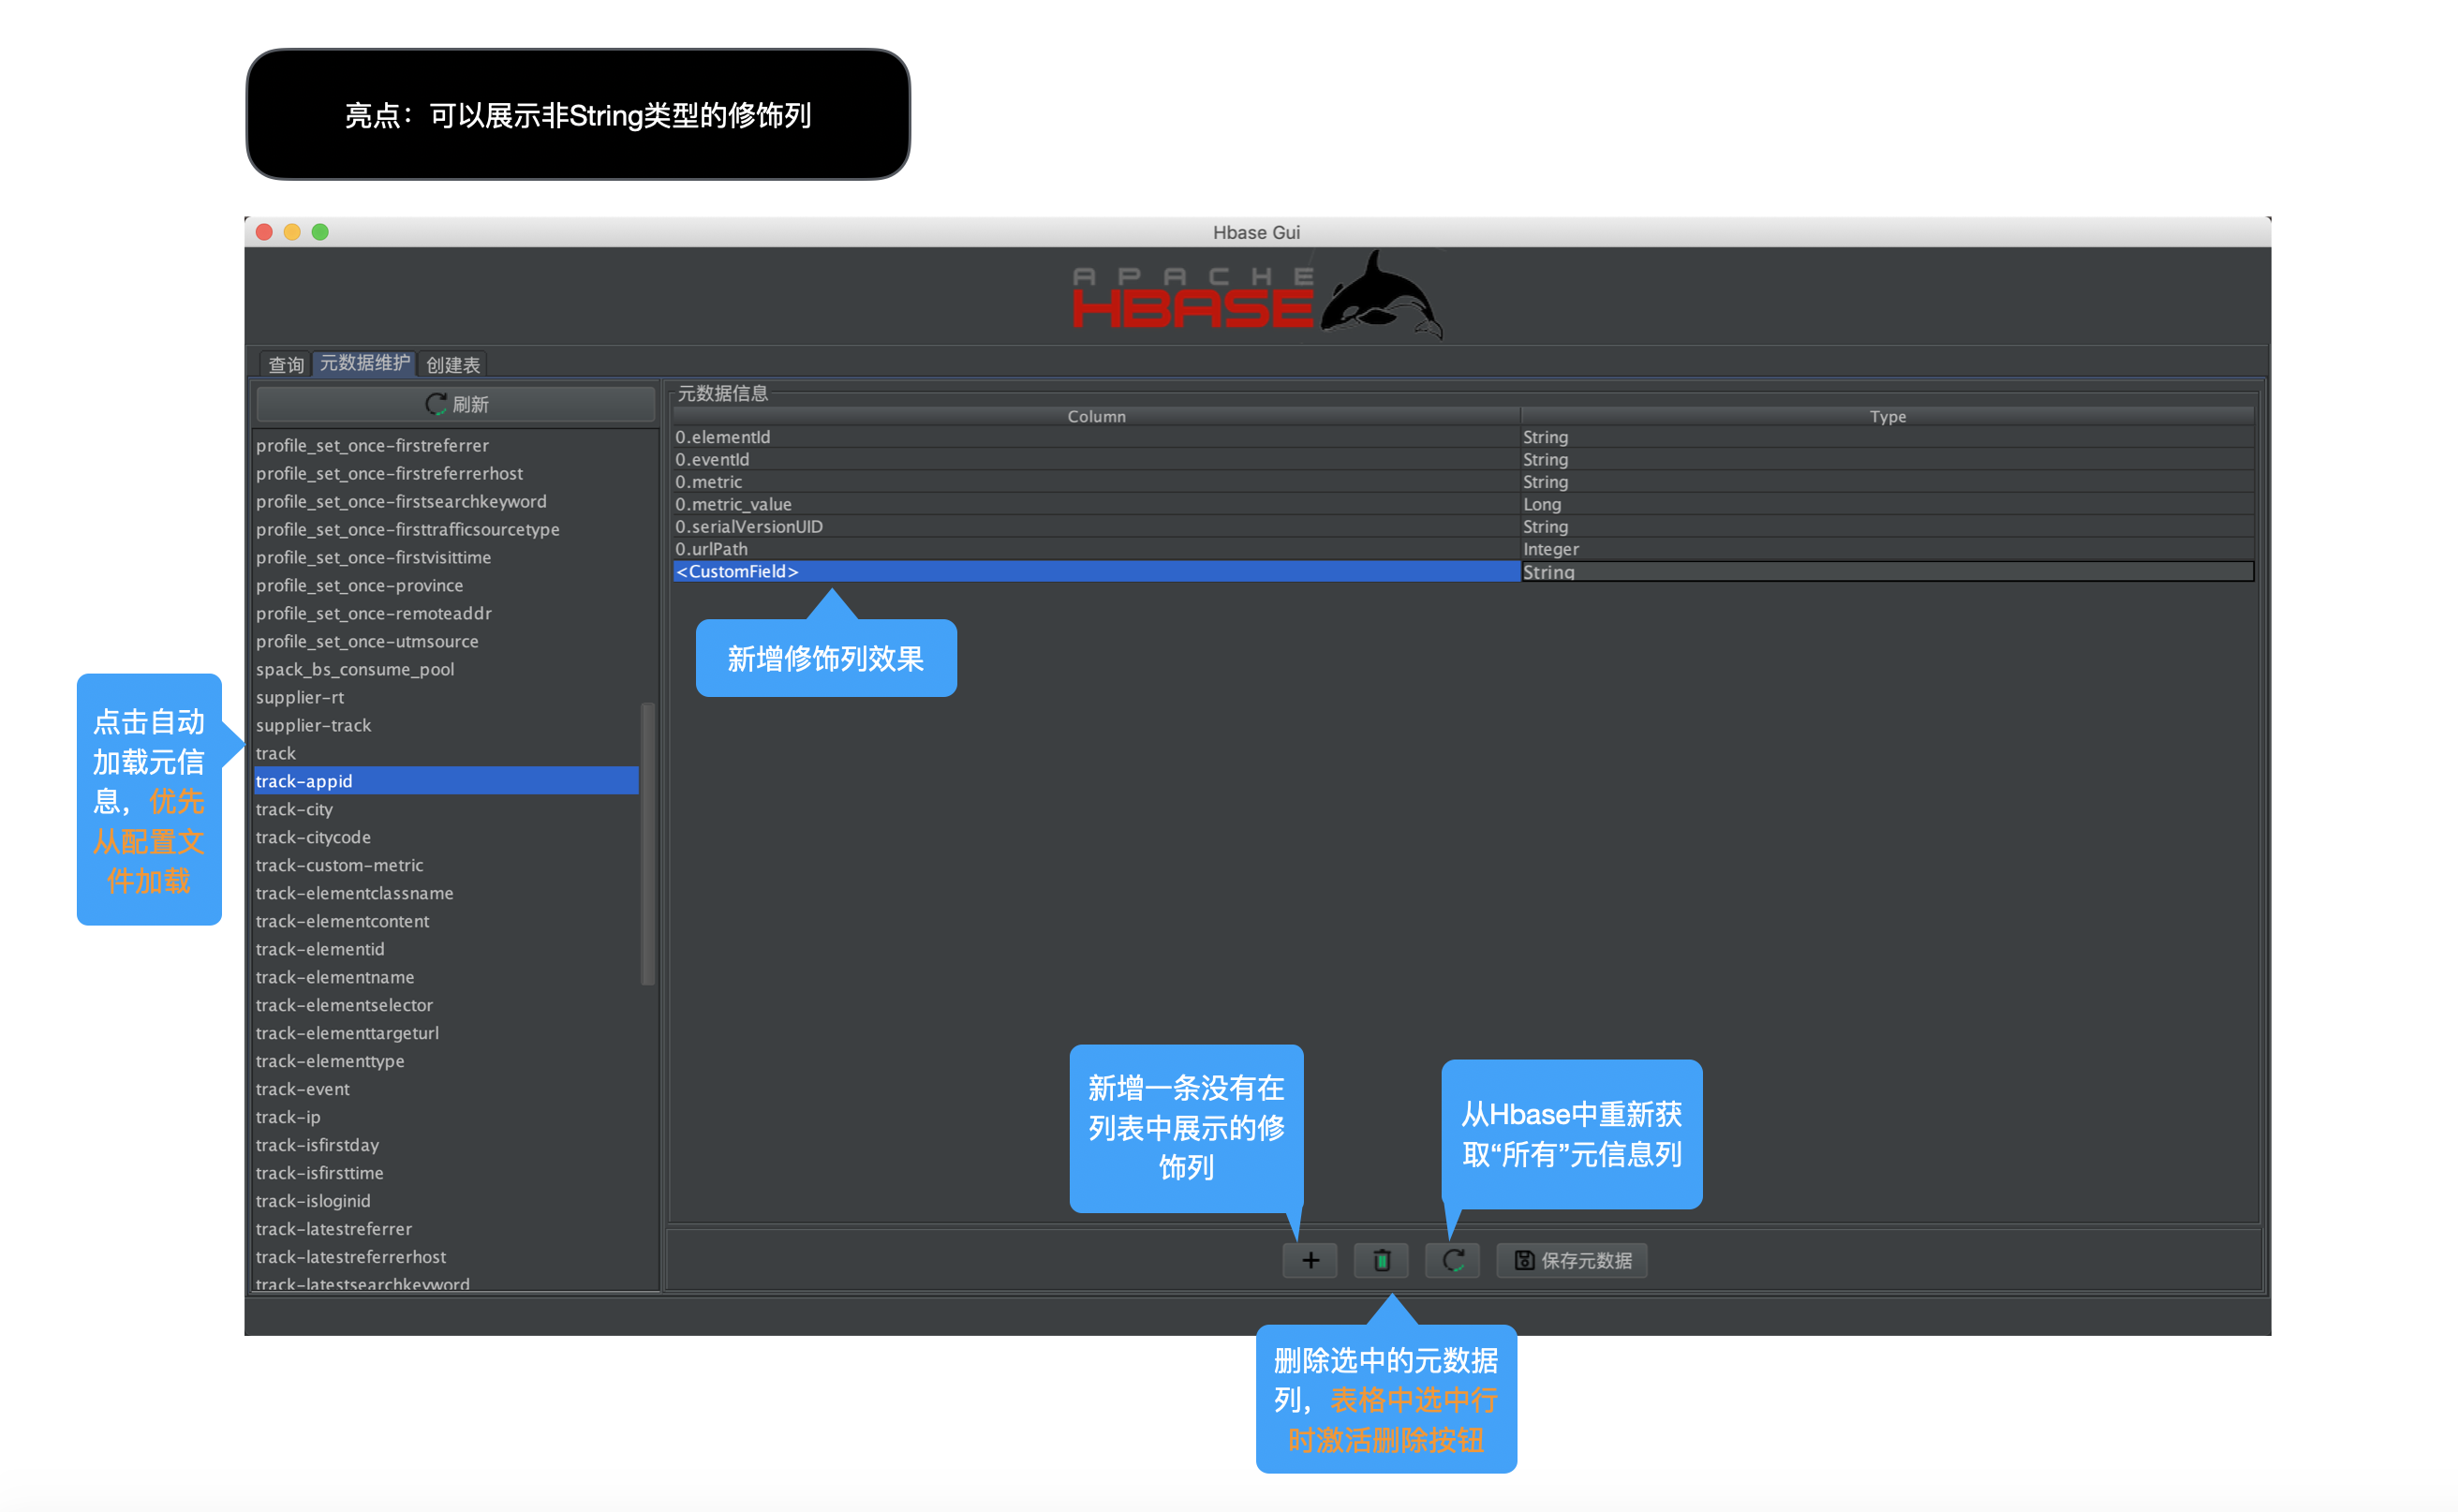 亮点：可以展示非String类型的修饰列
Hbase Gui
APACHE
HBASE
查询 元数据维护 创建表
刷新
profile_set_once-firstreferrer
profile_set_once-firstreferrerhost
profile_set_once-firstsearchkeyword
profile_set_once-firsttrafficsourcetype
profile_set_once-firstvisittime
profile_set_once-province
profile_set_once-remoteaddr
profile_set_once-utmsource
spack_bs_consume_pool
supplier-rt
supplier-track
track
track-appid
track-city
track-citycode
track-custom-metric
track-elementclassname
track-elementcontent
track-elementid
track-elementname
track-elementselector
track-elementtargeturl
track-elementtype
track-event
track-ip
track-isfirstday
track-isfirsttime
track-isloginid
track-latestreferrer
track-latestreferrerhost
track-latestsearchkeyword
点击自动
加载元信
息，优先
从配置文
件加载
元数据信息
Column Type
0.elementId String
0.eventId String
0.metric String
0.metric_value Long
0.serialVersionUID String
0.urlPath Integer
<CustomField> String
新增修饰列效果
新增一条没有在
列表中展示的修
饰列
从Hbase中重新获
取“所有”元信息列
保存元数据
删除选中的元数据
列，表格中选中行
时激活删除按钮